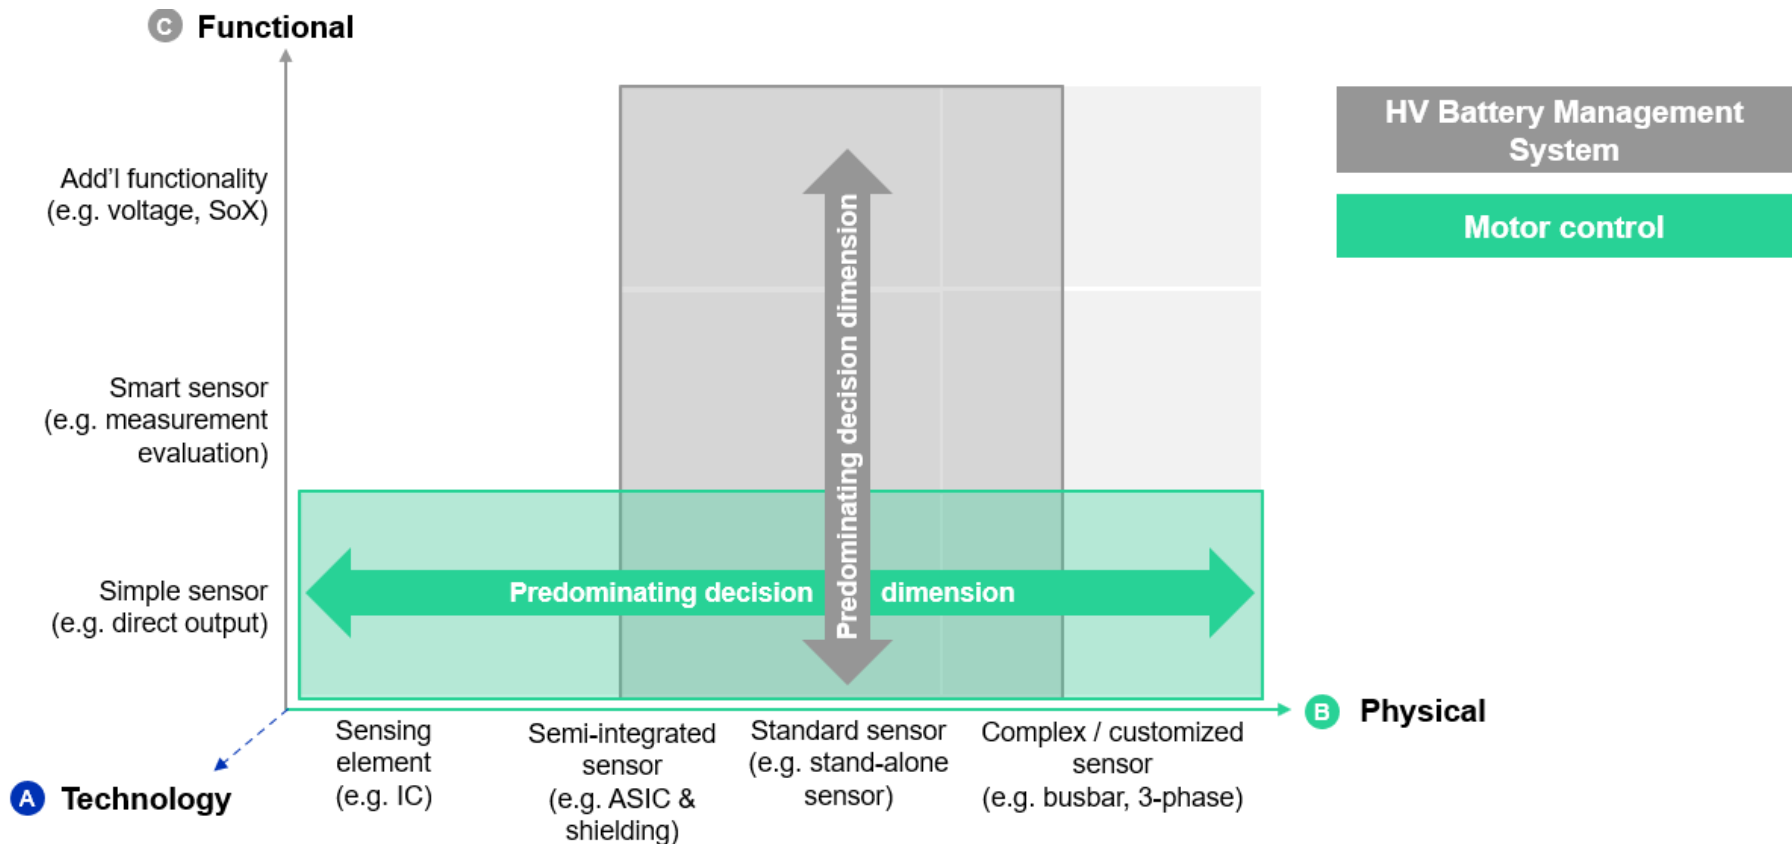 C Functional
HV Battery Management
System
Motor control
Add'l functionality
(e.g. voltage, SoX)
Smart sensor
(e.g. measurement
evaluation)
Simple sensor
(e.g. direct output)
Predominating decision dimension
Predominating decision dimension
B Physical
A Technology
Sensing
element
(e.g. IC)
Semi-integrated
sensor
(e.g. ASIC &
shielding)
Standard sensor
(e.g. stand-alone
sensor)
Complex / customized
sensor
(e.g. busbar, 3-phase)